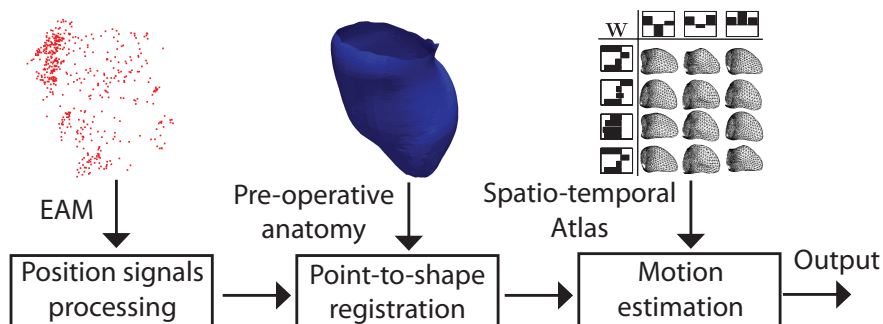 W
EAM
Pre-operative
anatomy
Spatio-temporal
Atlas
Position signals
processing
Point-to-shape
registration
Motion
estimation
Output